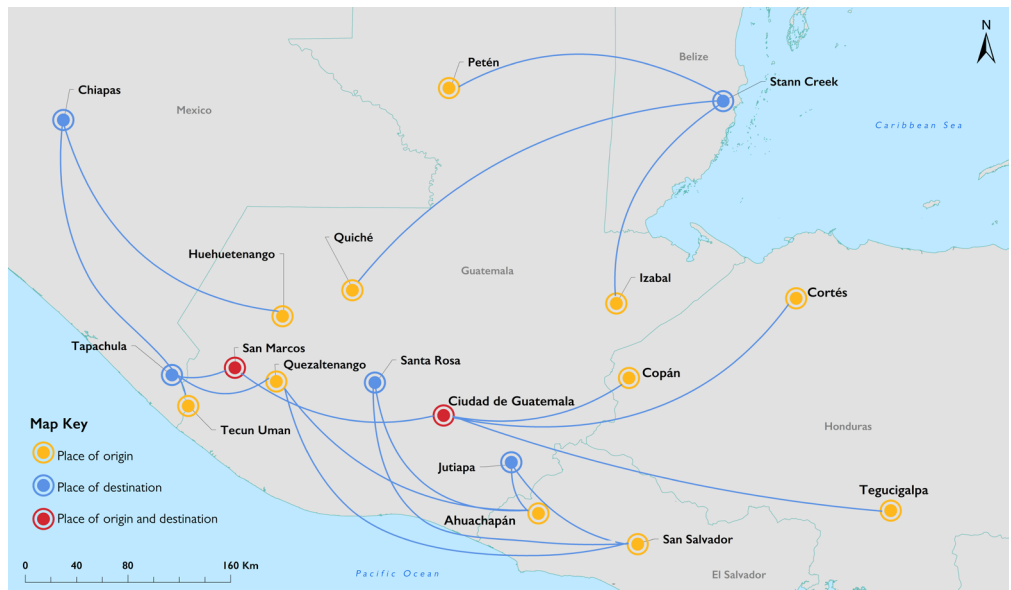 N
Petén
Belize
Stann Creek
Chiapas
Mexico
Caribbean Sea
Quiché
Huehuetenango
Guatemala
Izabal
Cortés
San Marcos
Tapachula
Quezaltenango
Santa Rosa
Copán
Ciudad de Guatemala
Tecun Uman
Honduras
Map Key
Place of origin
Place of destination
Place of origin and destination
Jutiapa
Tegucigalpa
Ahuachapán
San Salvador
0 40 80 160 Km
Pacific Ocean
El Salvador